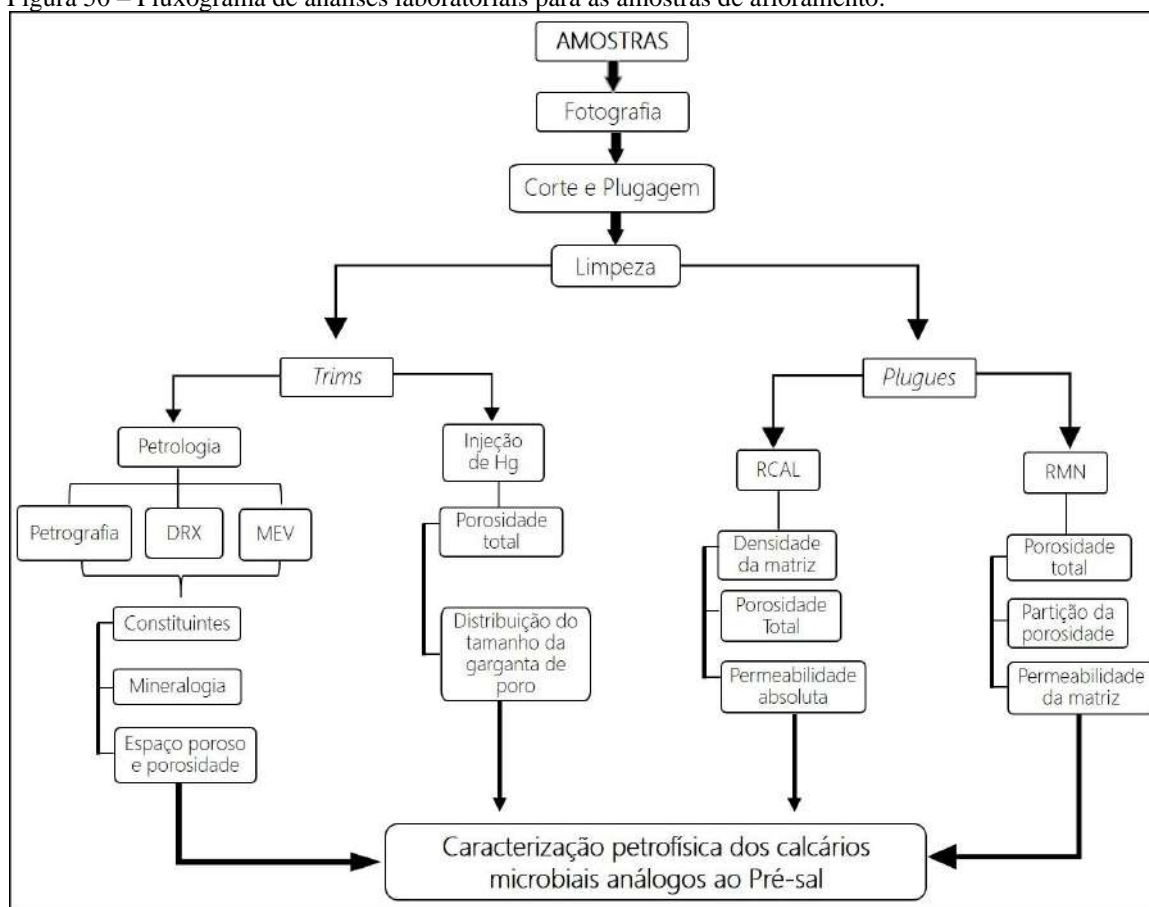 Figura 30 – Fluxograma de análises laboratoriais para as amostras de afloramento.
AMOSTRAS
Fotografia
Corte e Plugagem
Limpeza
Trims
Plugues
Petrologia
Injeção
de Hg
RCAL
RMN
Petrografia
DRX
MEV
Porosidade
total
Densidade
da matriz
Porosidade
total
Constituintes
Distribuição do
tamanho da
garganta de
poro
Porosidade
Total
Partição da
porosidade
Mineralogia
Permeabilidade
absoluta
Permeabilidade
da matriz
Espaço poroso
e porosidade
Caracterização petrofísica dos calcários
microbiais análogos ao Pré-sal